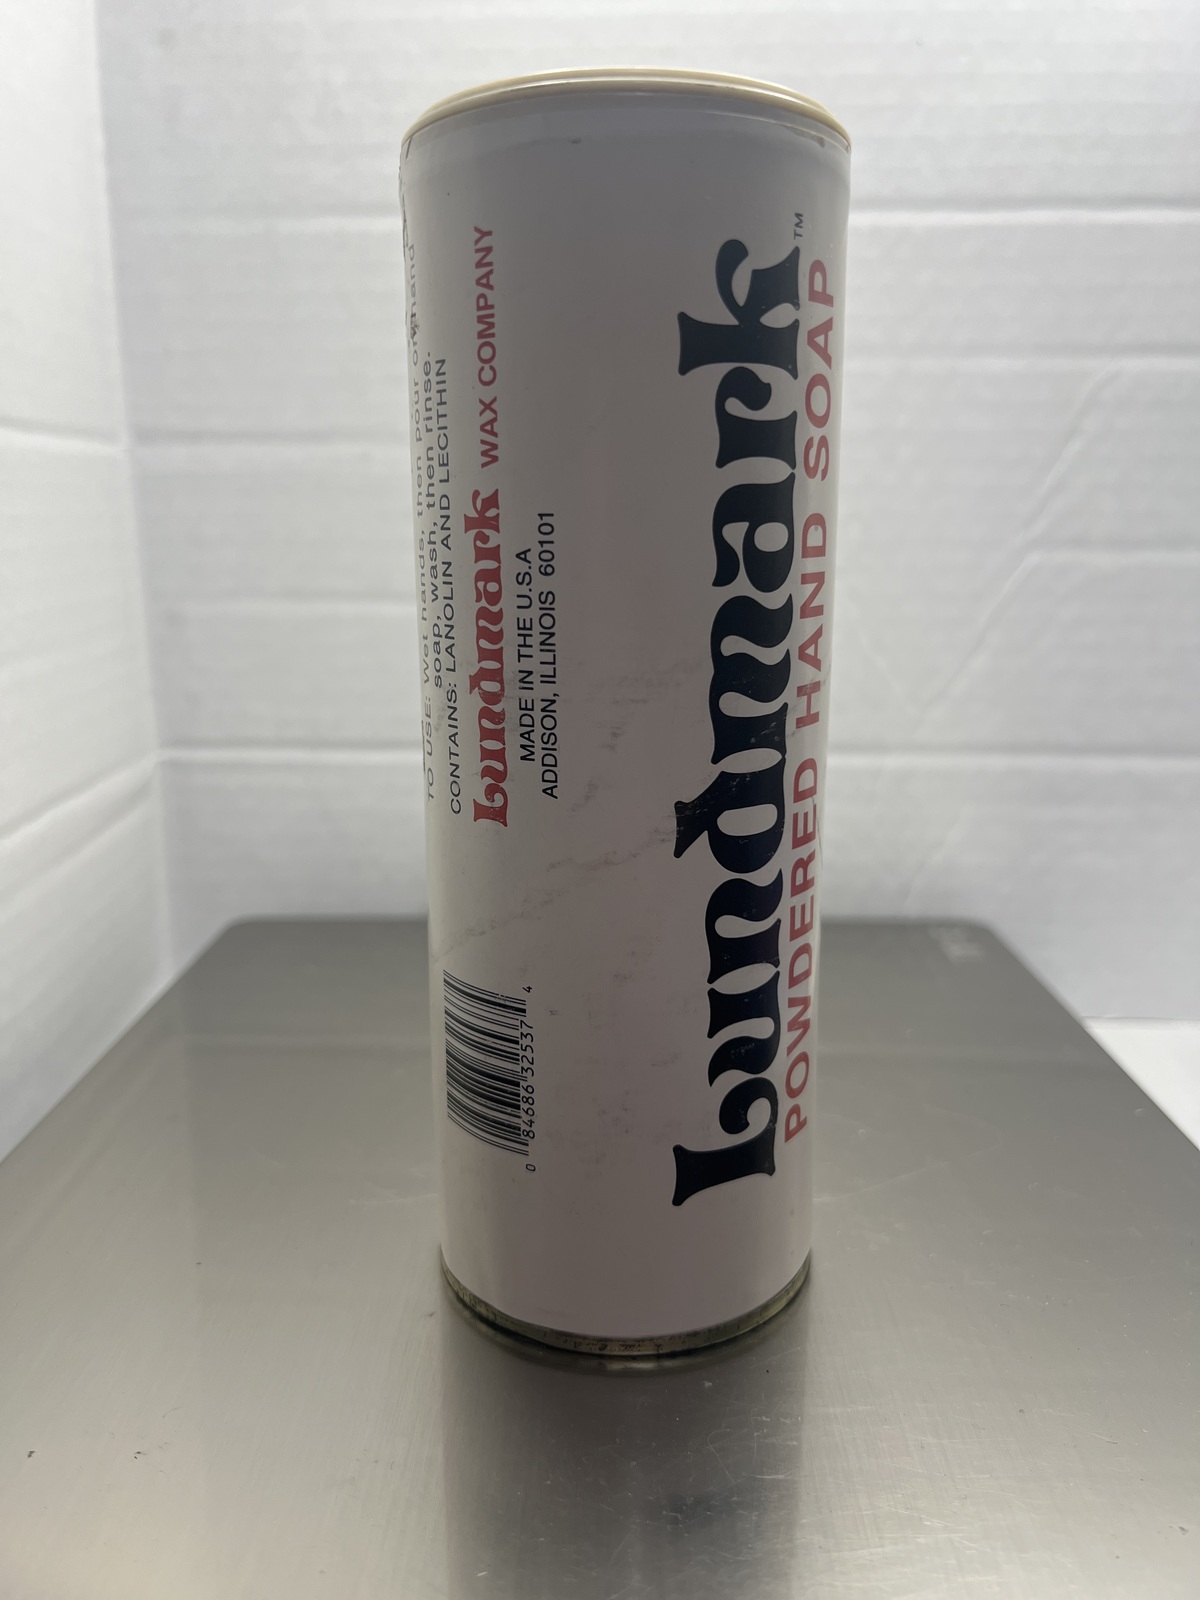 TO USE: Wet hands, then pour on hand
soap, wash, then rinse.
CONTAINS: LANOLIN AND LECITHIN
Lundmark WAX COMPANY
MADE IN THE U.S.A
ADDISON, ILLINOIS 60101
0 84686 32537 4
Lundmark™
POWDERED HAND SOAP